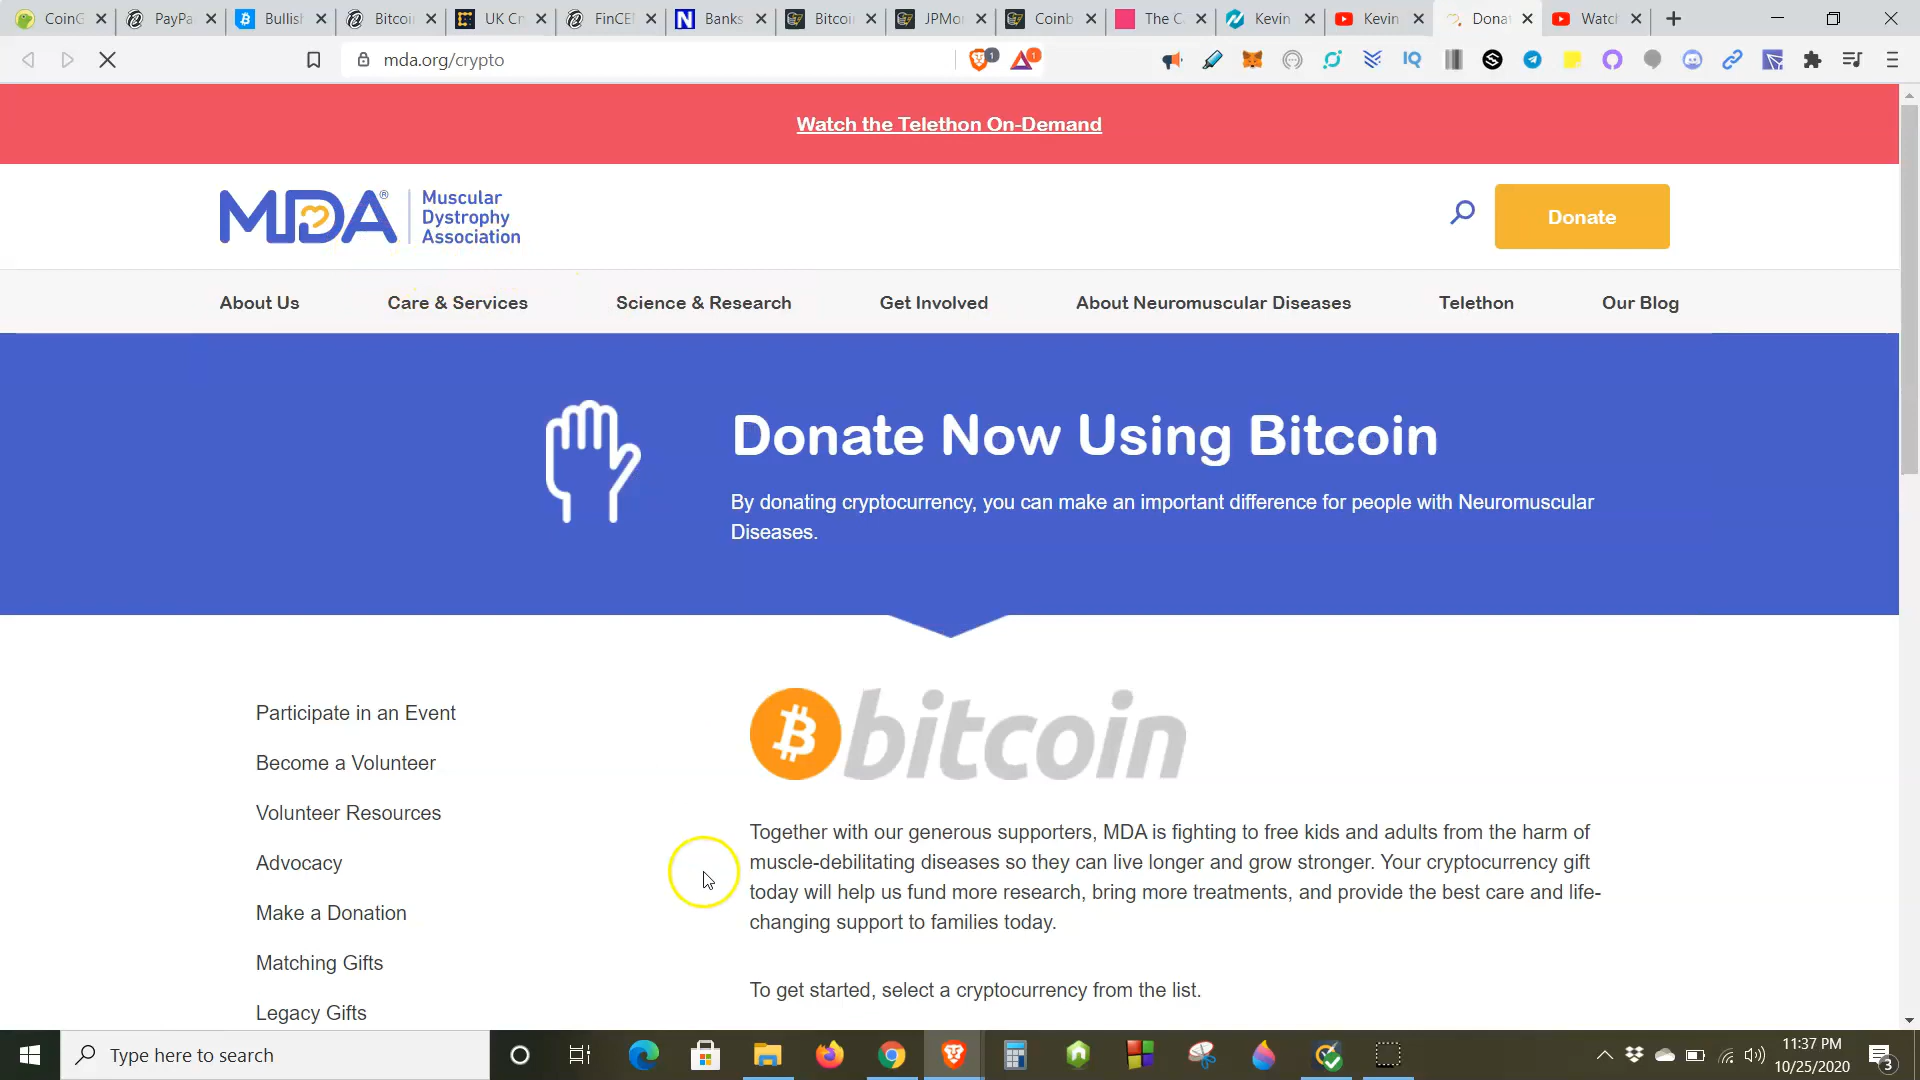 CoinG PayPa Bullish Bitcoi UK Cr FinCE Banks Bitcoi JPMo Coinb The C Kevin Kevin Donat Watch
mda.org/crypto
1 1 IQ
Watch the Telethon On-Demand
MDA® Muscular
Dystrophy
Association
Donate
About Us Care & Services Science & Research Get Involved About Neuromuscular Diseases Telethon Our Blog
Donate Now Using Bitcoin
By donating cryptocurrency, you can make an important difference for people with Neuromuscular
Diseases.
Participate in an Event
Become a Volunteer
Volunteer Resources
Advocacy
Make a Donation
Matching Gifts
Legacy Gifts
bitcoin
Together with our generous supporters, MDA is fighting to free kids and adults from the harm of
muscle-debilitating diseases so they can live longer and grow stronger. Your cryptocurrency gift
today will help us fund more research, bring more treatments, and provide the best care and life-
changing support to families today.
To get started, select a cryptocurrency from the list.
Type here to search
11:37 PM
10/25/2020
3